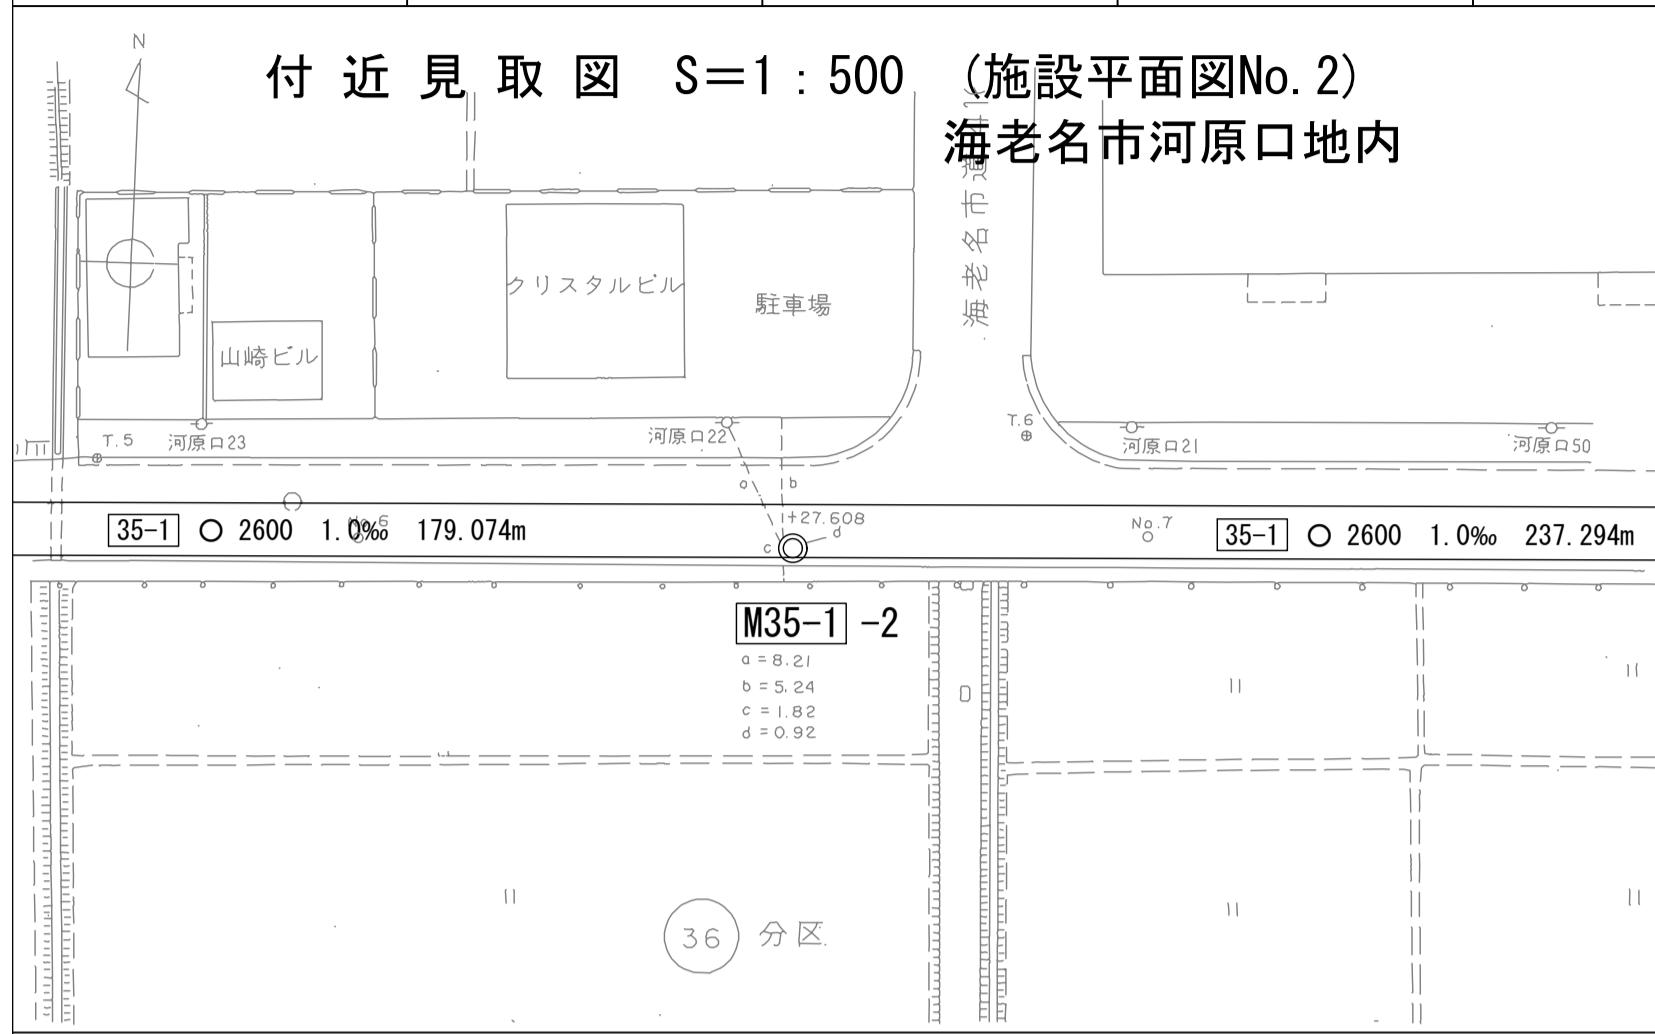 N
付近見取図 S=1:500 (施設平面図No.2)
海老名市河原口地内
海老名市道
クリスタルビル
駐車場
山崎ビル
T.5
河原口23
河原口22
T.6
河原口21
河原口50
a
b
+27.608
d
c
35-1 ○ 2600 1.0‰ 179.074m
No.6
No.7
35-1 ○ 2600 1.0‰ 237.294m
M35-1 -2
a = 8.21
b = 5.24
c = 1.82
d = 0.92
36 分区